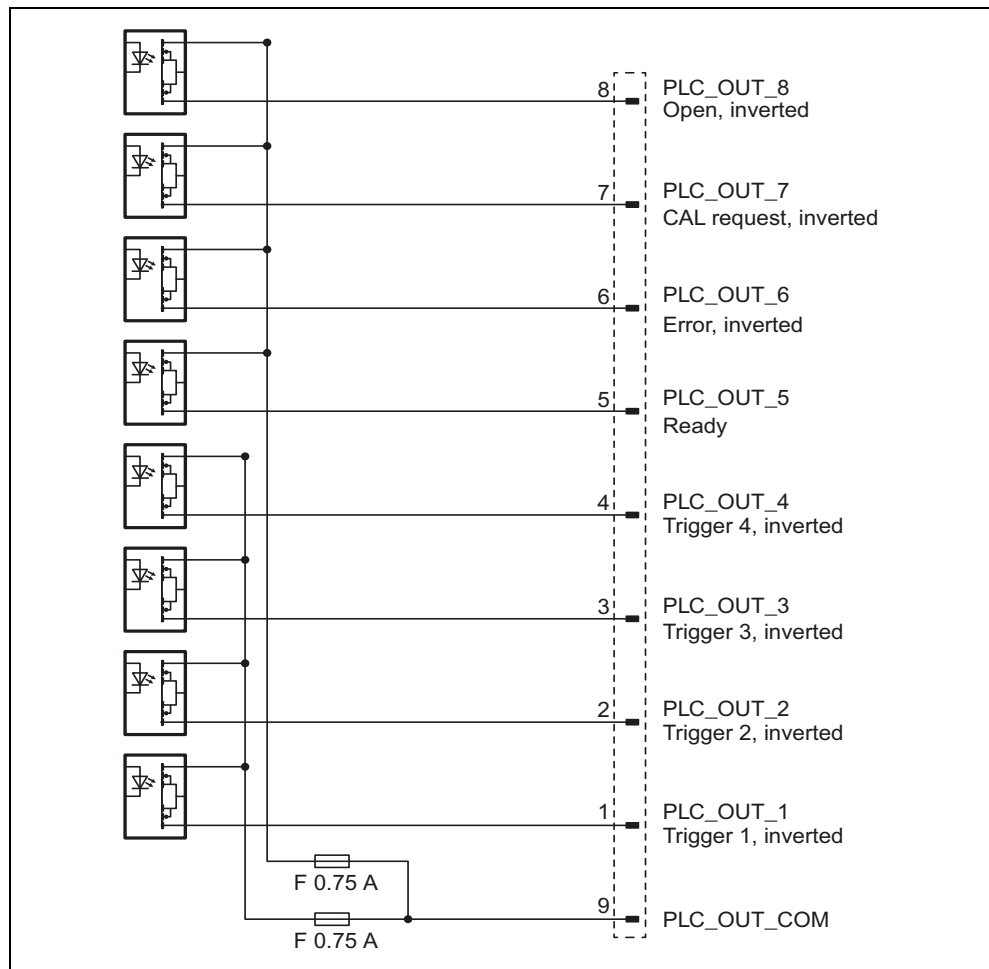 8 PLC_OUT_8
Open, inverted
7 PLC_OUT_7
CAL request, inverted
6 PLC_OUT_6
Error, inverted
5 PLC_OUT_5
Ready
4 PLC_OUT_4
Trigger 4, inverted
3 PLC_OUT_3
Trigger 3, inverted
2 PLC_OUT_2
Trigger 2, inverted
1 PLC_OUT_1
Trigger 1, inverted
F 0.75 A
9 PLC_OUT_COM
F 0.75 A